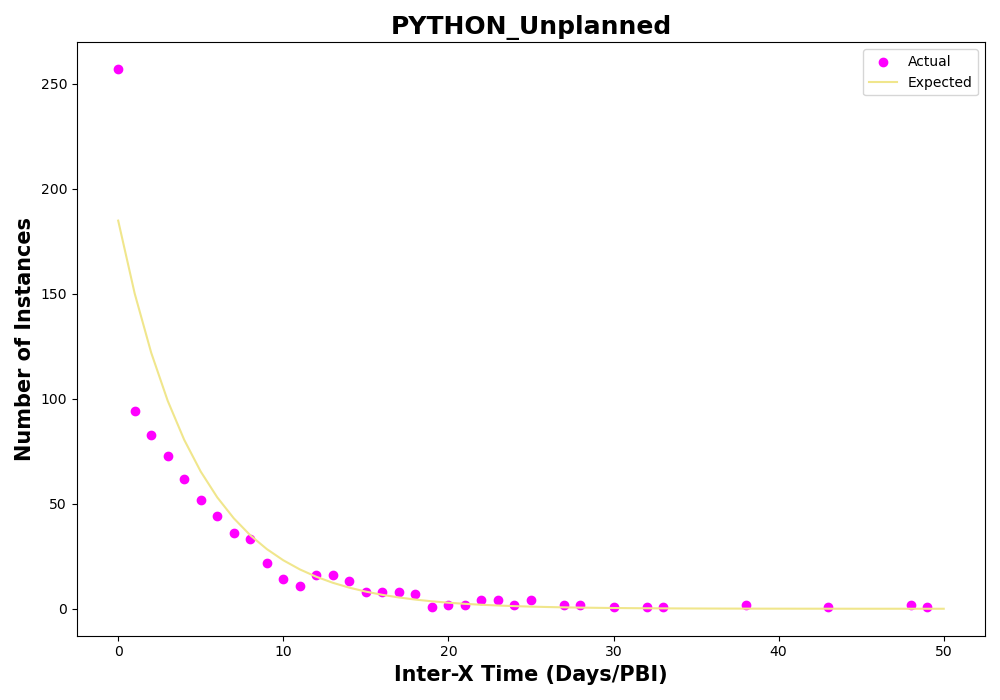 PYTHON_Unplanned
Actual
Expected
Number of Instances
250
200
150
100
50
0
0 10 20 30 40 50
Inter-X Time (Days/PBI)